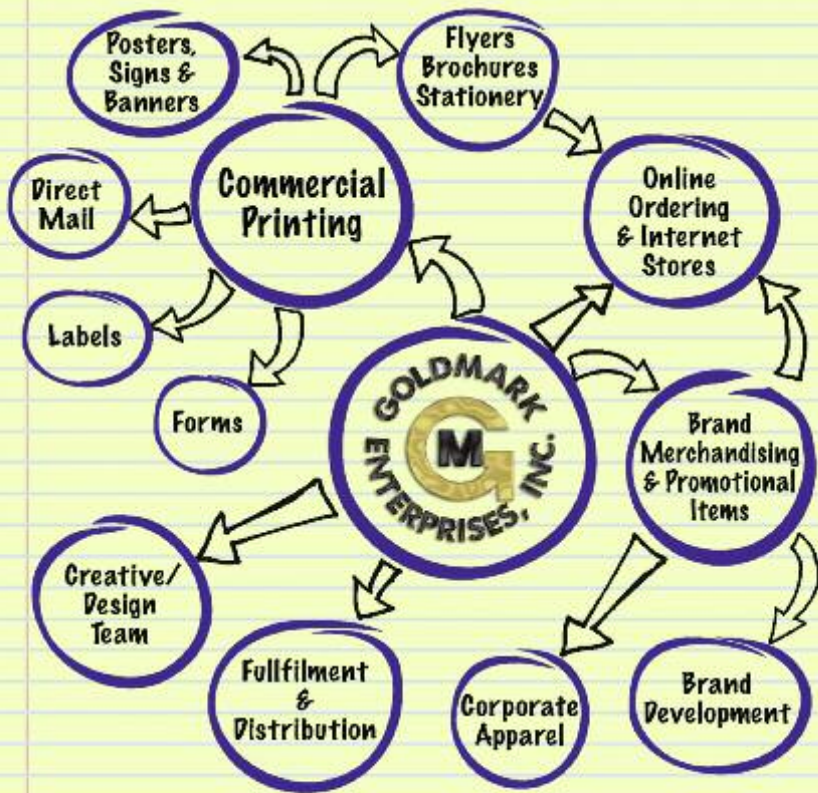 Posters,
Signs &
Banners
Flyers
Brochures
Stationery
Commercial
Printing
Online
Ordering
& Internet
Stores
Direct
Mail
Labels
Forms
GOLDMARK
ENTERPRISES, INC.
GM
Brand
Merchandising
& Promotional
Items
Creative/
Design
Team
Fullfilment
&
Distribution
Corporate
Apparel
Brand
Development